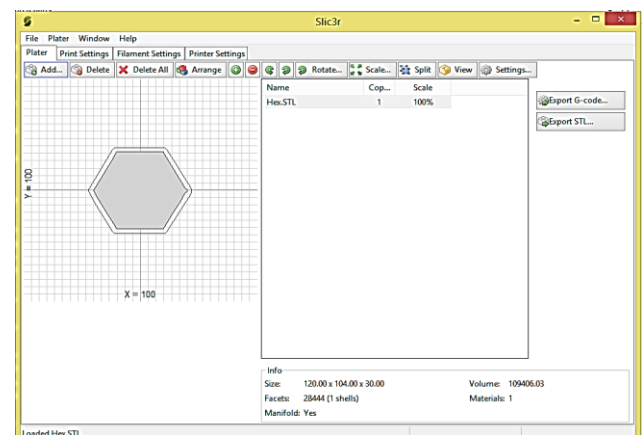 Slic3r
File Plater Window Help
Plater Print Settings Filament Settings Printer Settings
Add... Delete Delete All Arrange Rotate... Scale... Split View Settings...
Name Cop... Scale
Hex.STL 1 100%
Export G-code...
Export STL...
Y = 100
X = 100
Info
Size: 120.00 x 104.00 x 30.00 Volume: 109406.03
Facets: 28444 (1 shells) Materials: 1
Manifold: Yes
Loaded Hex.STL